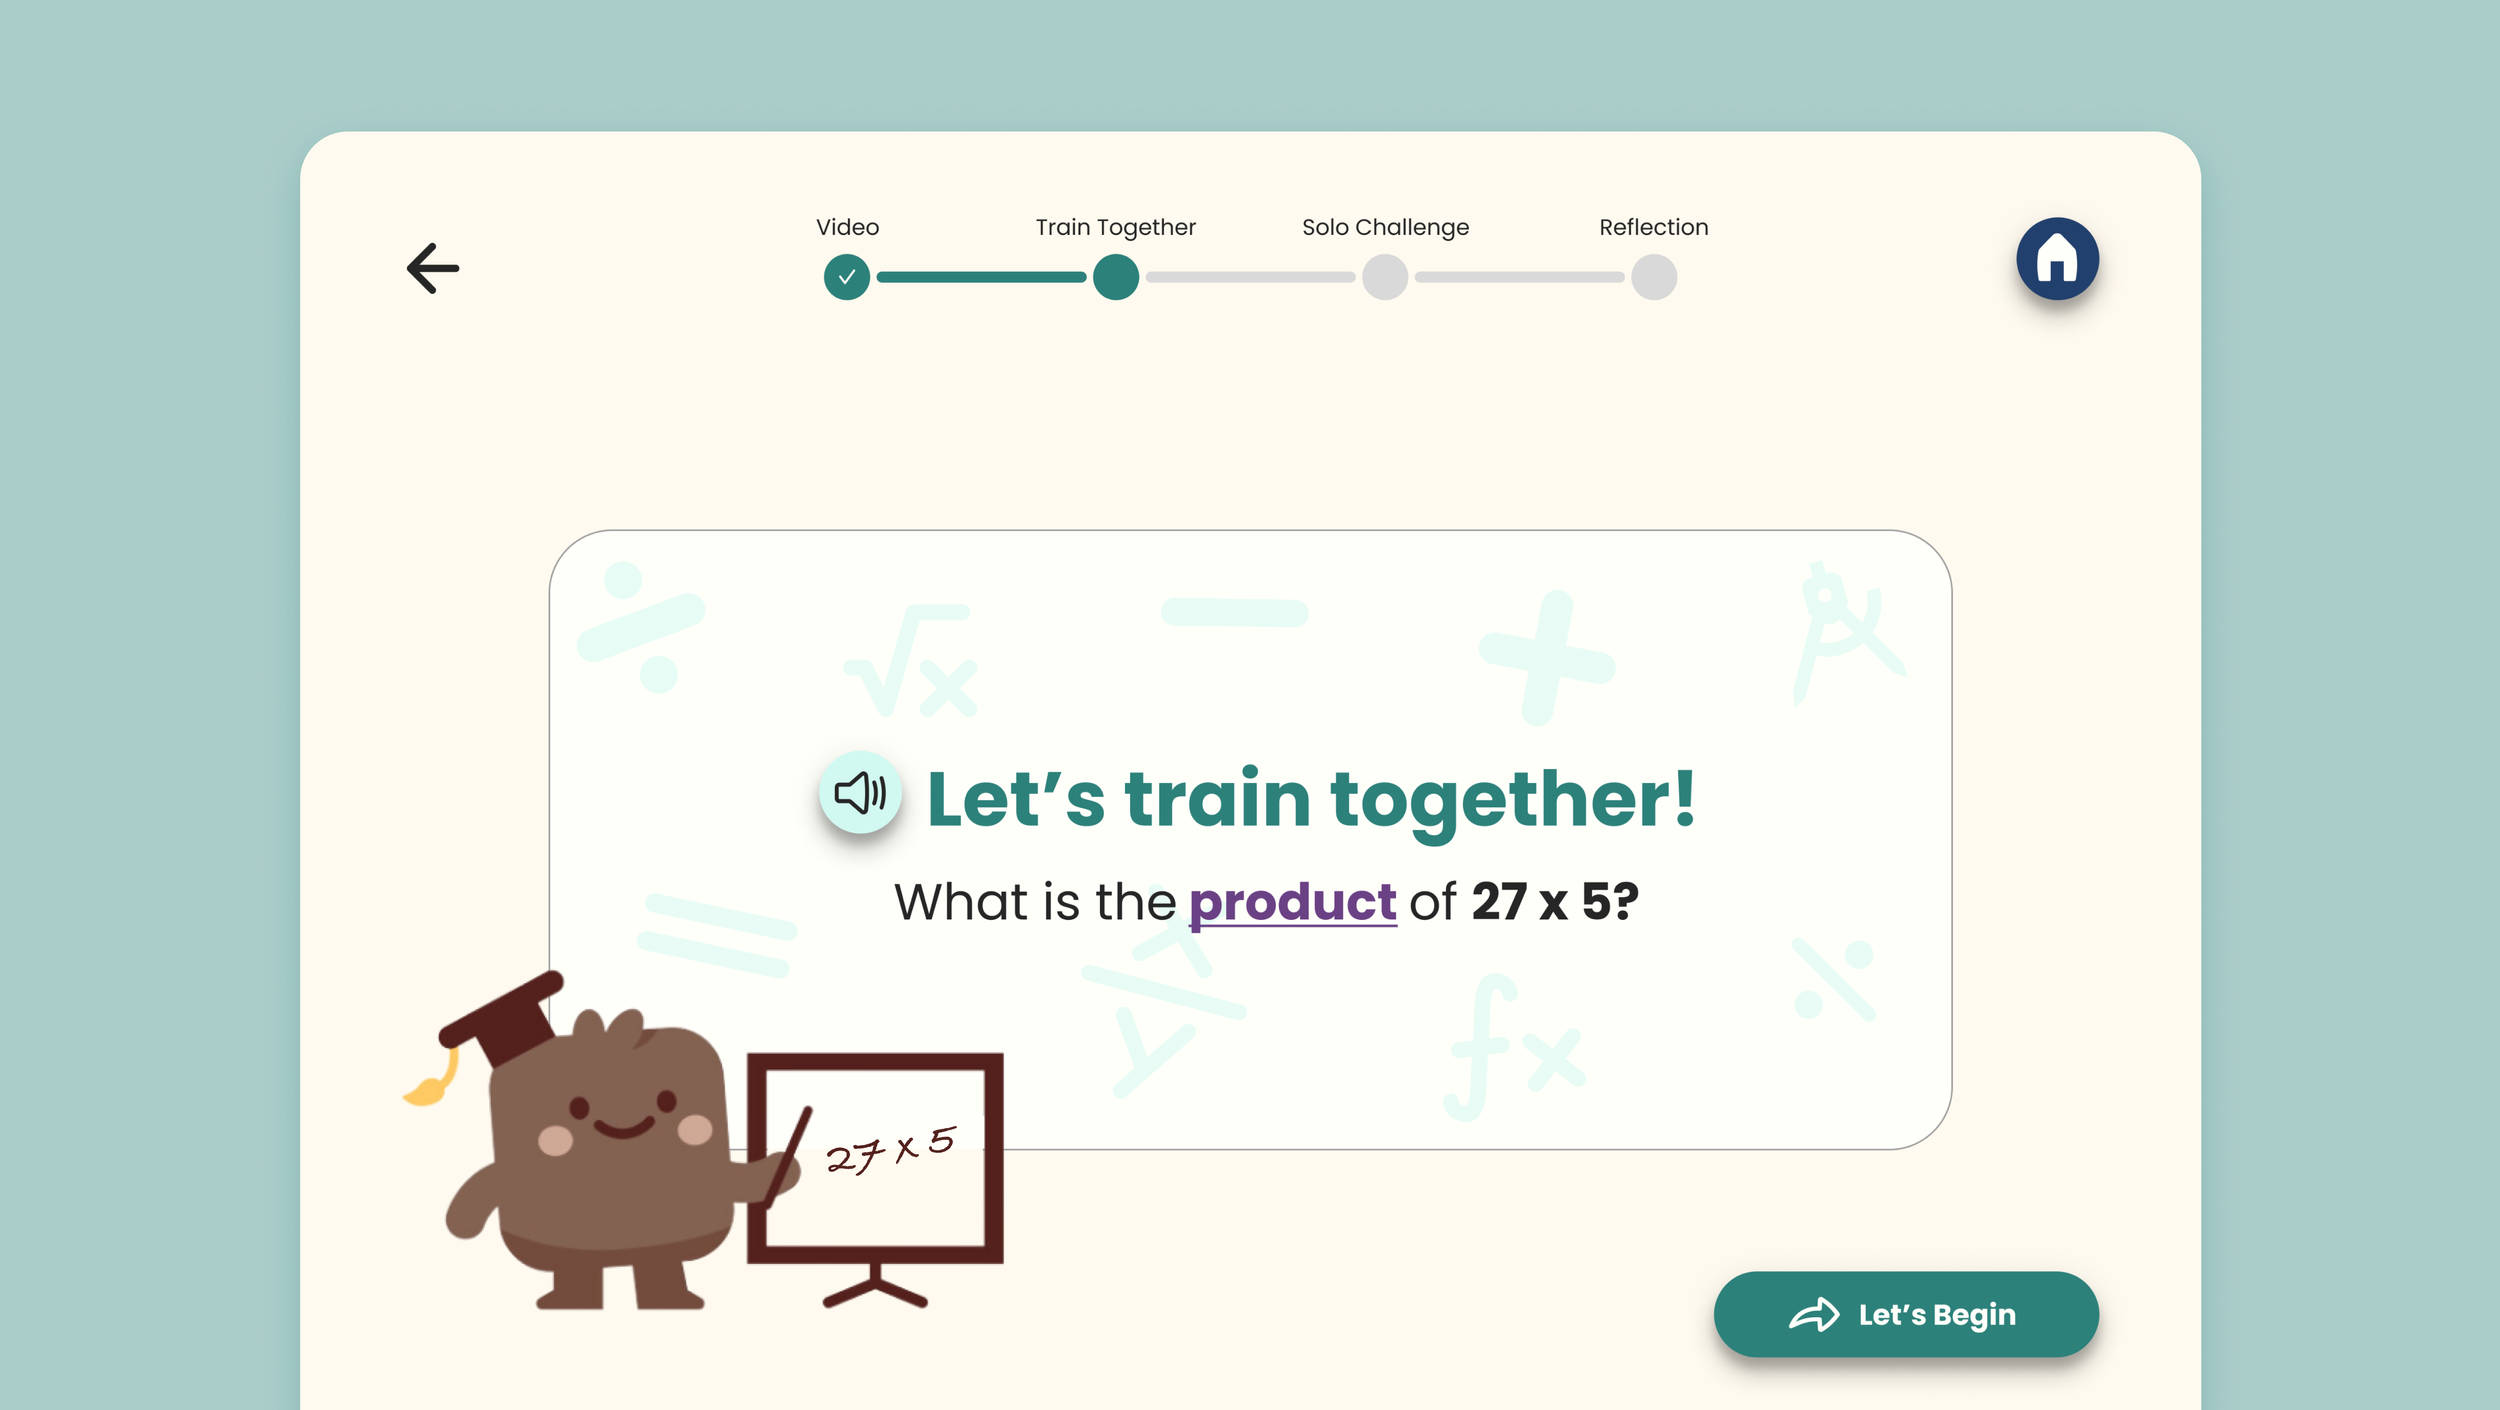 Video
Train Together
Solo Challenge
Reflection
Let's train together!
What is the product of 27 x 5?
27 x 5
Let's Begin